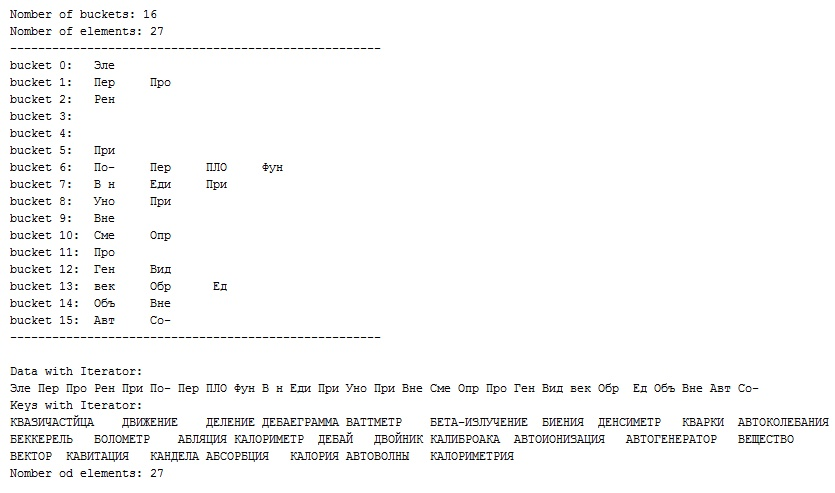 Nomber of buckets: 16
Nomber of elements: 27
-----------------------------------------------------
bucket 0: Эле
bucket 1: Пер Про
bucket 2: Рен
bucket 3:
bucket 4:
bucket 5: При
bucket 6: По- Пер ПЛО Фун
bucket 7: В н Еди При
bucket 8: Уно При
bucket 9: Вне
bucket 10: Сме Опр
bucket 11: Про
bucket 12: Ген Вид
bucket 13: век Обр Ед
bucket 14: Объ Вне
bucket 15: Авт Со-
-----------------------------------------------------
Data with Iterator:
Эле Пер Про Рен При По- Пер ПЛО Фун В н Еди При Уно При Вне Сме Опр Про Ген Вид век Обр Ед Объ Вне Авт Со-
Keys with Iterator:
КВАЗИЧАСТЙЦА ДВИЖЕНИЕ ДЕЛЕНИЕ ДЕБАЕГРАММА ВАТТМЕТР БЕТА-ИЗЛУЧЕНИЕ БИЕНИЯ ДЕНСИМЕТР КВАРКИ АВТОКОЛЕБАНИЯ
БЕККЕРЕЛЬ БОЛОМЕТР АБЛЯЦИЯ КАЛОРИМЕТР ДЕБАЙ ДВОЙНИК КАЛИБРОАКА АВТОИОНИЗАЦИЯ АВТОГЕНЕРАТОР ВЕЩЕСТВО
ВЕКТОР КАВИТАЦИЯ КАНДЕЛА АБСОРБЦИЯ КАЛОРИЯ АВТОВОЛНЫ КАЛОРИМЕТРИЯ
Nomber od elements: 27